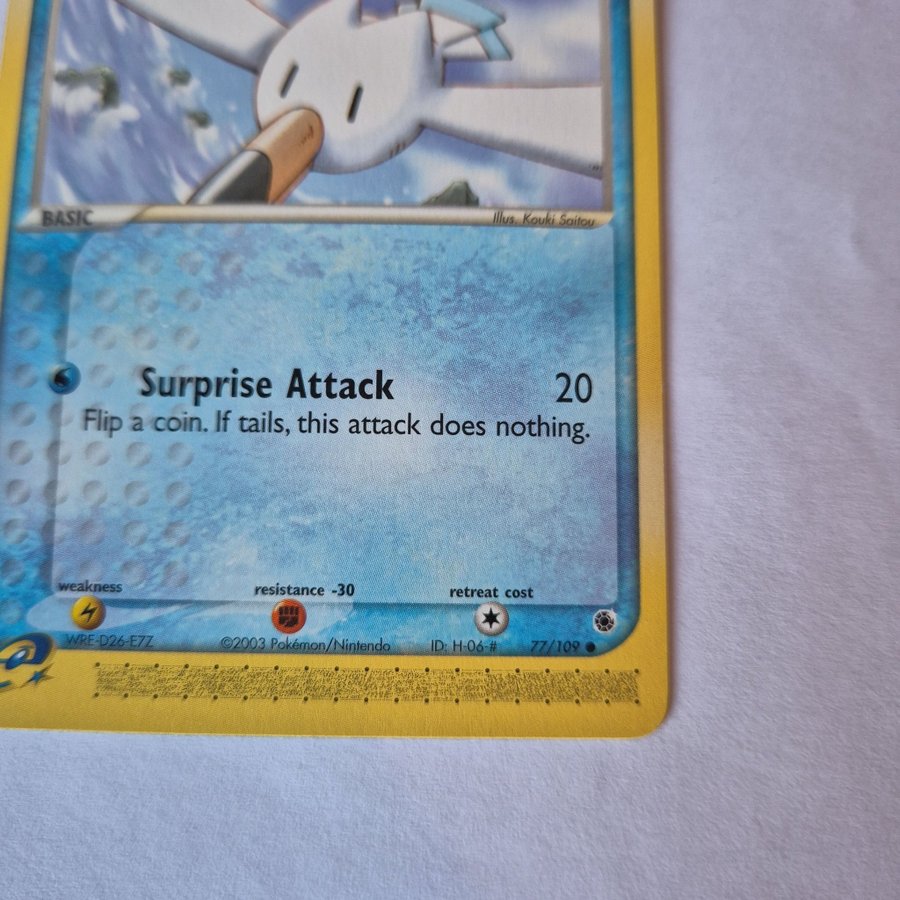 BASIC
Illus. Kouki Saitou
Surprise Attack 20
Flip a coin. If tails, this attack does nothing.
weakness resistance -30 retreat cost
WRE-D26-E7Z ©2003 Pokémon/Nintendo ID: H-06-# 77/109